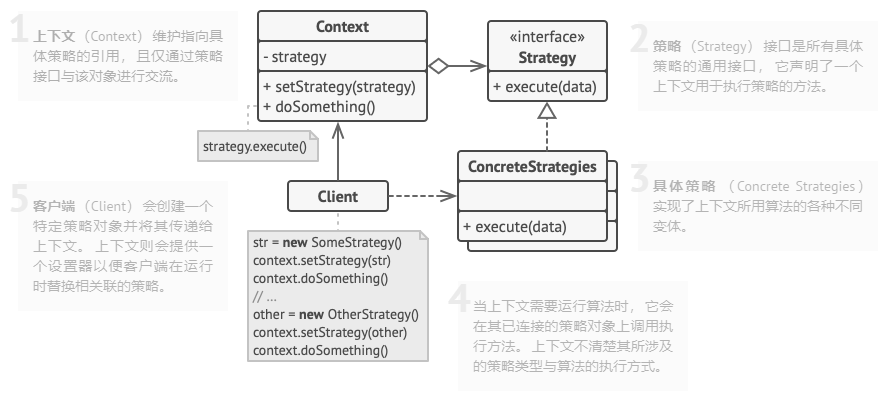 1
上下文（Context） 维护指向具
体策略的引用， 且仅通过策略
接口与该对象进行交流。
Context
- strategy
+ setStrategy(strategy)
+ doSomething()
strategy.execute()
«interface»
Strategy
+ execute(data)
2
策略（Strategy） 接口是所有具体
策略的通用接口， 它声明了一个
上下文用于执行策略的方法。
ConcreteStrategies
+ execute(data)
3
具体策略 （Concrete Strategies）
实现了上下文所用算法的各种不同
变体。
5
客户端（Client） 会创建一个
特定策略对象并将其传递给
上下文。 上下文则会提供一
个设置器以便客户端在运行
时替换相关联的策略。
Client
str = new SomeStrategy()
context.setStrategy(str)
context.doSomething()
// ...
other = new OtherStrategy()
context.setStrategy(other)
context.doSomething()
4
当上下文需要运行算法时， 它会
在其已连接的策略对象上调用执
行方法。 上下文不清楚其所涉及
的策略类型与算法的执行方式。